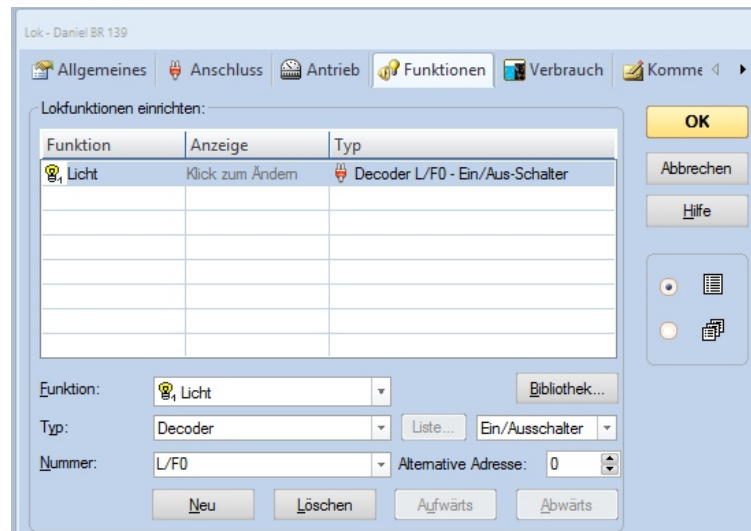 Lok - Daniel BR 139
Allgemeines Anschluss Antrieb Funktionen Verbrauch Komme
Lokfunktionen einrichten:
OK
Funktion Anzeige Typ
1 Licht Klick zum Ändern Decoder L/F0 - Ein/Aus-Schalter
Abbrechen
Hilfe
Funktion: 1 Licht Bibliothek...
Typ: Decoder Liste... Ein/Ausschalter
Nummer: L/F0 Alternative Adresse: 0
Neu Löschen Aufwärts Abwärts